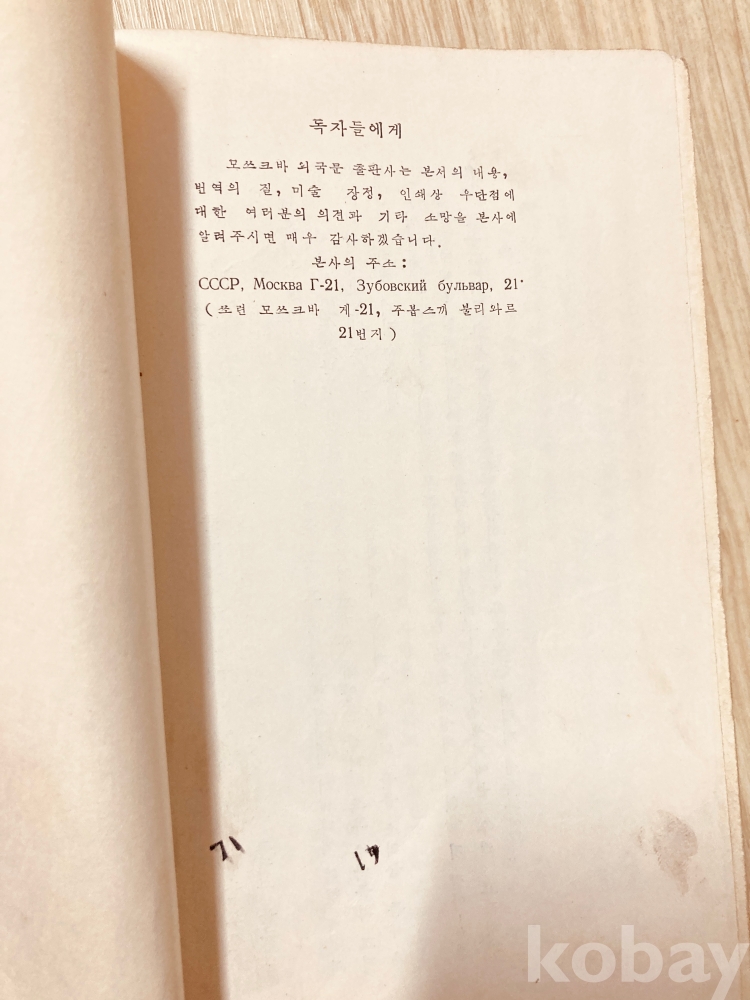 독자들에게
모쓰크바 외국문 출판사는 본서의 내용,
번역의 질, 미술 장정, 인쇄상 우단점에
대한 여러분의 의견과 기타 소망을 본사에
알려주시면 매우 감사하겠습니다.
본사의 주소:
СССР, Москва Г-21, Зубовский бульвар, 21.
(쏘련 모쓰크바 게-21, 주봅스끼 불리와르
21번지)
kobay